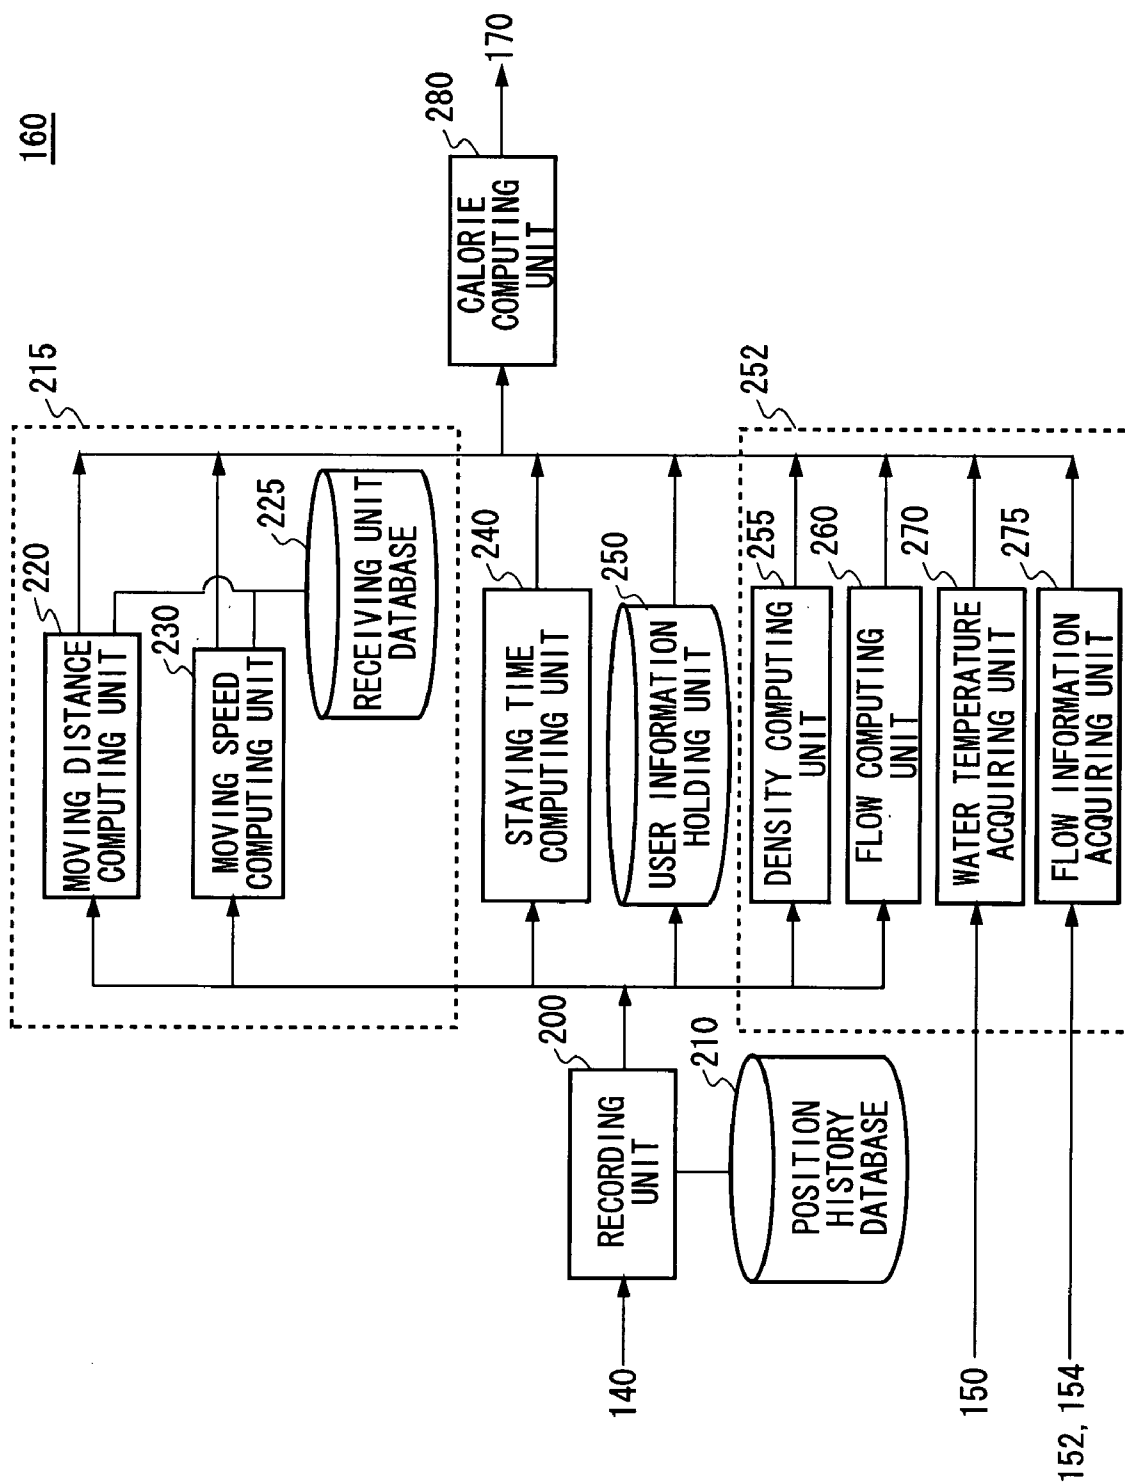 160
215
220
MOVING DISTANCE
COMPUTING UNIT
230
MOVING SPEED
COMPUTING UNIT
225
RECEIVING UNIT
DATABASE
280
CALORIE
COMPUTING
UNIT
170
200
RECORDING
UNIT
140
240
STAYING TIME
COMPUTING UNIT
210
POSITION
HISTORY
DATABASE
250
USER INFORMATION
HOLDING UNIT
252
255
DENSITY COMPUTING
UNIT
260
FLOW COMPUTING
UNIT
270
WATER TEMPERATURE
ACQUIRING UNIT
150
275
FLOW INFORMATION
ACQUIRING UNIT
152, 154